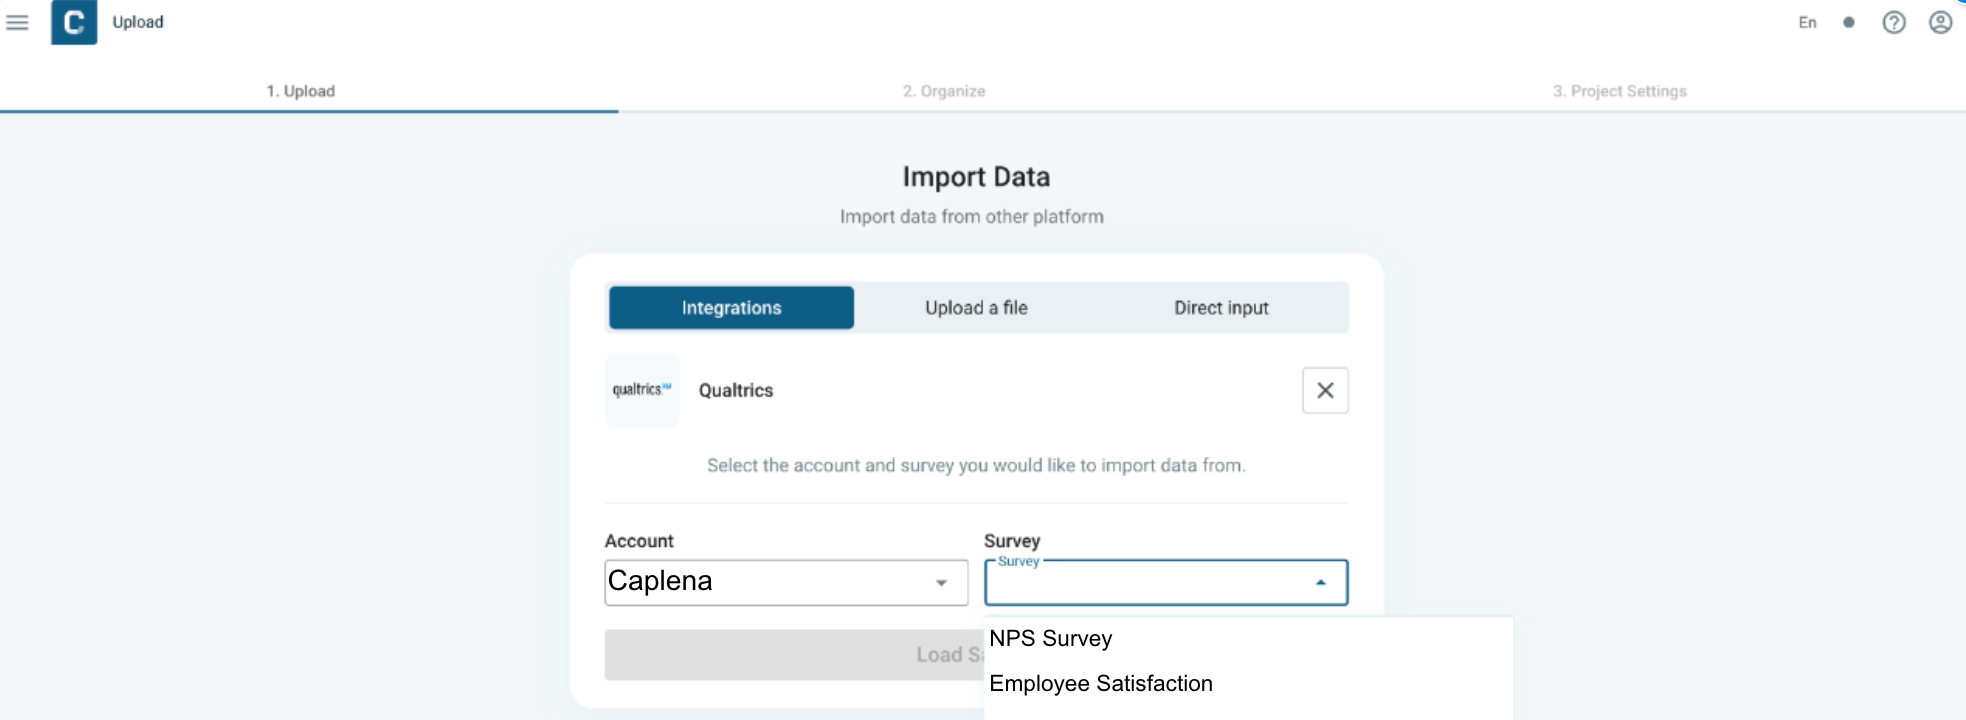 C Upload En
1. Upload 2. Organize 3. Project Settings
Import Data
Import data from other platform
Integrations Upload a file Direct input
qualtrics XM Qualtrics
Select the account and survey you would like to import data from.
Account Survey
Survey
Caplena
Load
NPS Survey
Employee Satisfaction